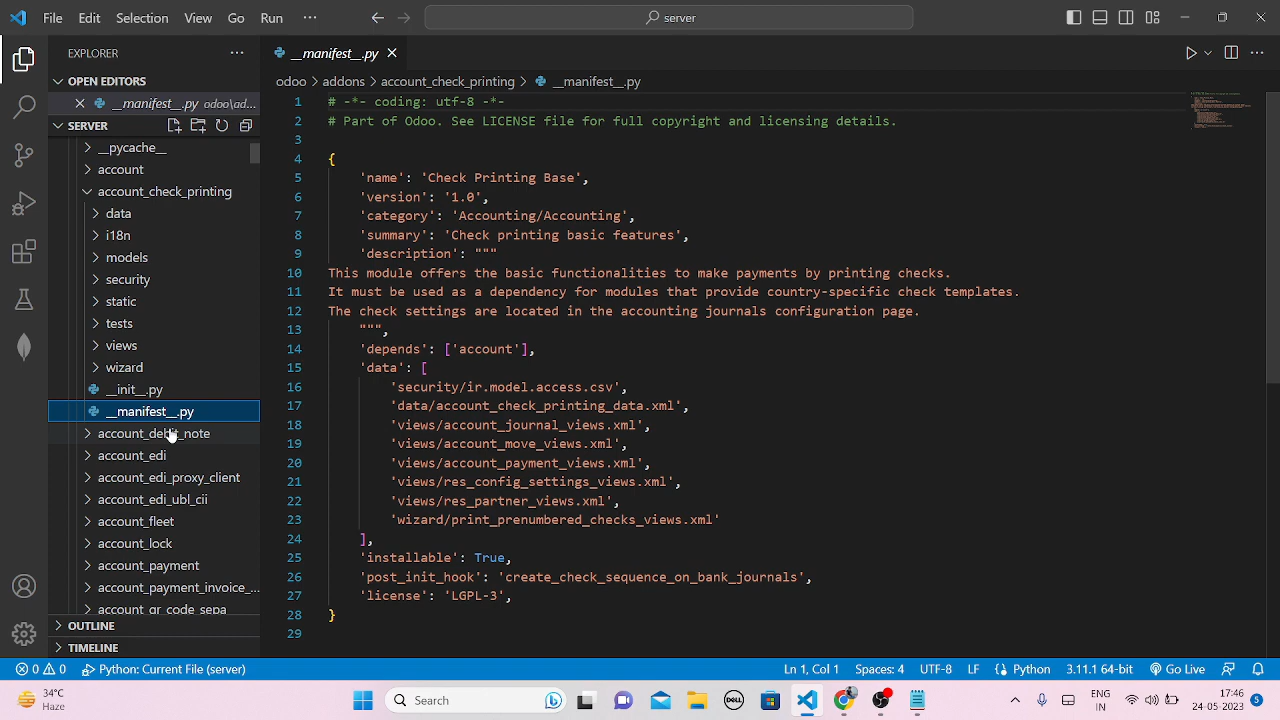 File Edit Selection View Go Run ···
server
EXPLORER
OPEN EDITORS
__manifest__.py odoo\ad...
SERVER
__pycache__
account
account_check_printing
data
i18n
models
security
static
tests
views
wizard
__init__.py
__manifest__.py
account_debit_note
account_edi
account_edi_proxy_client
account_edi_ubl_cii
account_fleet
account_lock
account_payment
account_payment_invoice_...
account_qr_code_sepa
OUTLINE
TIMELINE
__manifest__.py
odoo > addons > account_check_printing > __manifest__.py
1 # -*- coding: utf-8 -*-
2 # Part of Odoo. See LICENSE file for full copyright and licensing details.
3
4 {
5 'name': 'Check Printing Base',
6 'version': '1.0',
7 'category': 'Accounting/Accounting',
8 'summary': 'Check printing basic features',
9 'description': """
10 This module offers the basic functionalities to make payments by printing checks.
11 It must be used as a dependency for modules that provide country-specific check templates.
12 The check settings are located in the accounting journals configuration page.
13 """,
14 'depends': ['account'],
15 'data': [
16 'security/ir.model.access.csv',
17 'data/account_check_printing_data.xml',
18 'views/account_journal_views.xml',
19 'views/account_move_views.xml',
20 'views/account_payment_views.xml',
21 'views/res_config_settings_views.xml',
22 'views/res_partner_views.xml',
23 'wizard/print_prenumbered_checks_views.xml'
24 ],
25 'installable': True,
26 'post_init_hook': 'create_check_sequence_on_bank_journals',
27 'license': 'LGPL-3',
28 }
29
0 0 Python: Current File (server) Ln 1, Col 1 Spaces: 4 UTF-8 LF Python 3.11.1 64-bit Go Live
34°C
Haze
Search
DELL
ENG
IN
17:46
24-05-2023
5